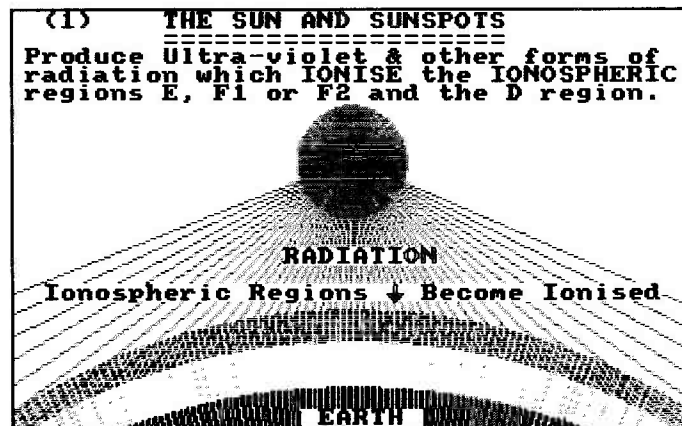 (1) THE SUN AND SUNSPOTS
=====================
Produce Ultra-violet & other forms of
radiation which IONISE the IONOSPHERIC
regions E, F1 or F2 and the D region.
RADIATION
Ionospheric Regions ↓ Become Ionised
EARTH